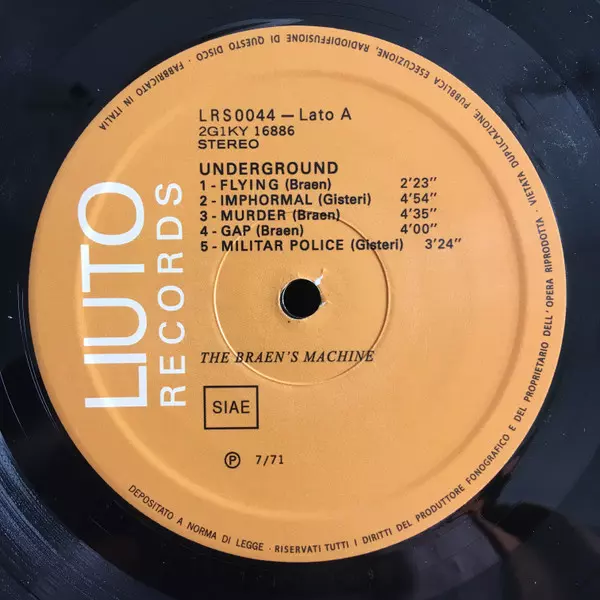 LIUTO
RECORDS
LRS0044 — Lato A
2G1KY 16886
STEREO
UNDERGROUND
1 - FLYING (Braen) 2'23"
2 - IMPHORMAL (Gisteri) 4'54"
3 - MURDER (Braen) 4'35"
4 - GAP (Braen) 4'00"
5 - MILITAR POLICE (Gisteri) 3'24"
THE BRAEN'S MACHINE
SIAE
Ⓟ 7/71
DEPOSITATO A NORMA DI LEGGE - RISERVATI TUTTI I DIRITTI DEL PRODUTTORE FONOGRAFICO E DEL PROPRIETARIO DELL'OPERA RIPRODOTTA - VIETATA DUPLICAZIONE, PUBBLICA ESECUZIONE, RADIODIFFUSIONE DI QUESTO DISCO - FABBRICATO IN ITALIA